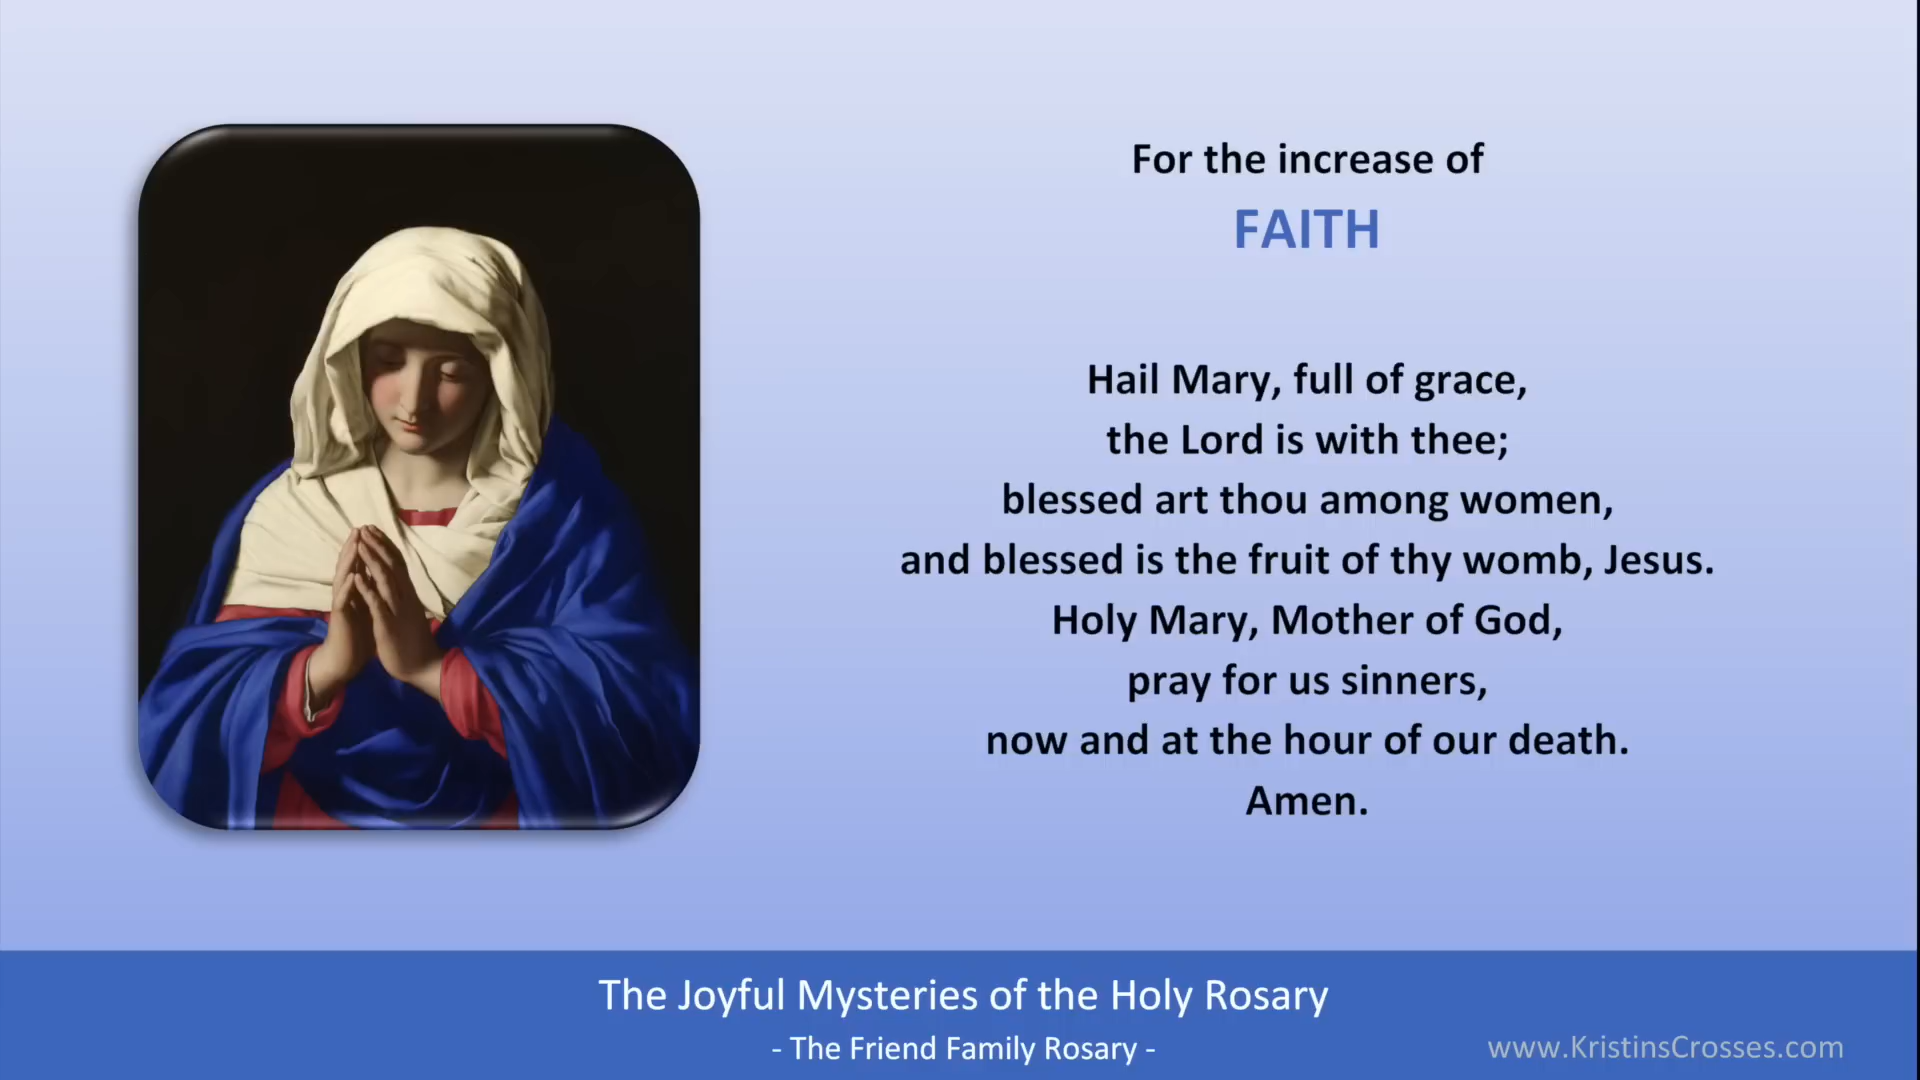 For the increase of
FAITH
Hail Mary, full of grace,
the Lord is with thee;
blessed art thou among women,
and blessed is the fruit of thy womb, Jesus.
Holy Mary, Mother of God,
pray for us sinners,
now and at the hour of our death.
Amen.
The Joyful Mysteries of the Holy Rosary
- The Friend Family Rosary -
www.KristinsCrosses.com